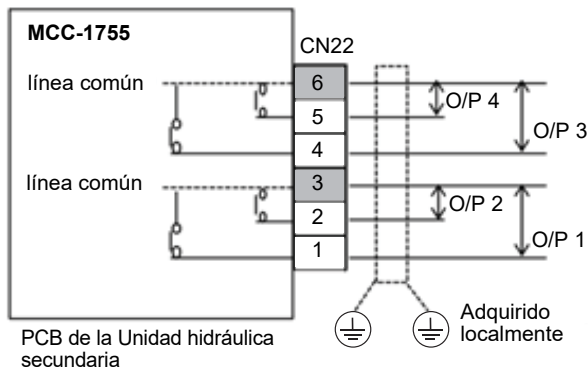 MCC-1755
CN22
línea común
6
5
4
O/P 4
O/P 3
línea común
3
2
1
O/P 2
O/P 1
PCB de la Unidad hidráulica
secundaria
Adquirido
localmente